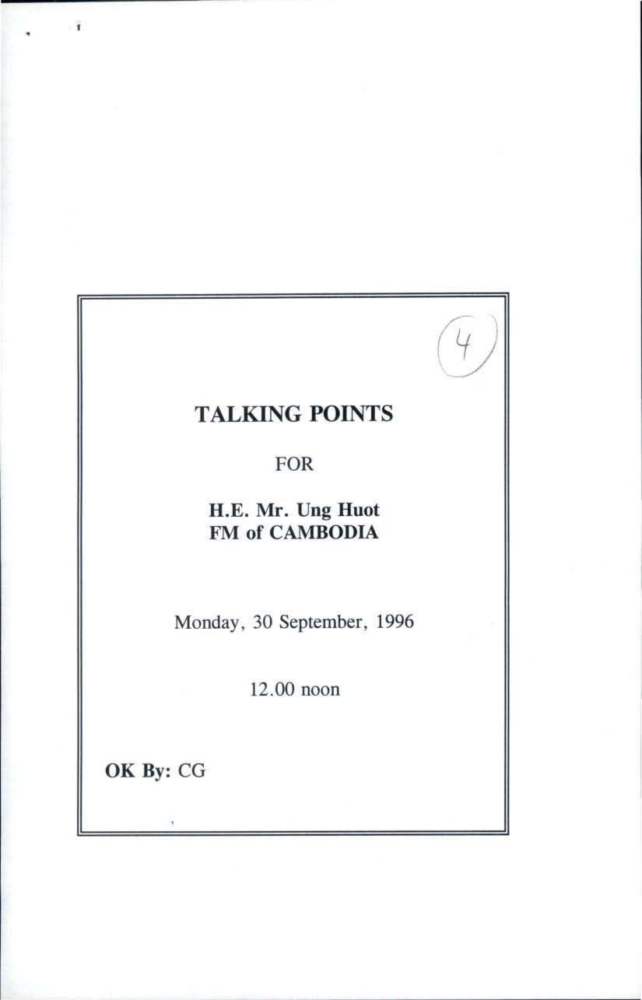 4
TALKING POINTS
FOR
H.E. Mr. Ung Huot
FM of CAMBODIA
Monday, 30 September, 1996
12.00 noon
OK By: CG